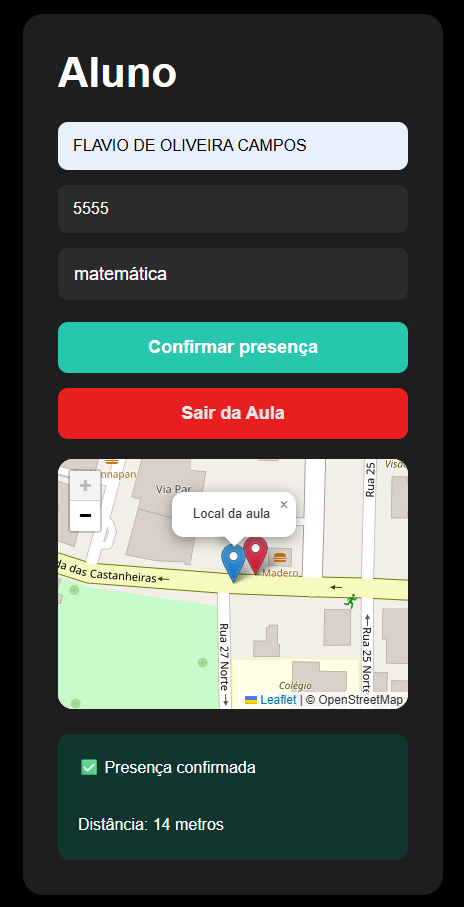 Aluno
FLAVIO DE OLIVEIRA CAMPOS
5555
matemática
Confirmar presença
Sair da Aula
+
−
nnapan
Via Par
Rua 25
Visc
Local da aula
×
Madero
da das Castanheiras
Rua 27 Norte
Rua 25 Norte
Colégio
Leaflet | © OpenStreetMap
✅ Presença confirmada
Distância: 14 metros